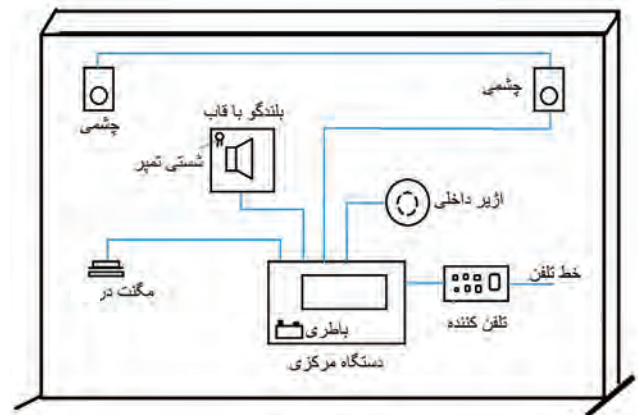 چشمی
چشمی
بلندگو با قاب
شستی تمپر
آژیر داخلی
مگنت در
خط تلفن
تلفن کننده
باطری
دستگاه مرکزی